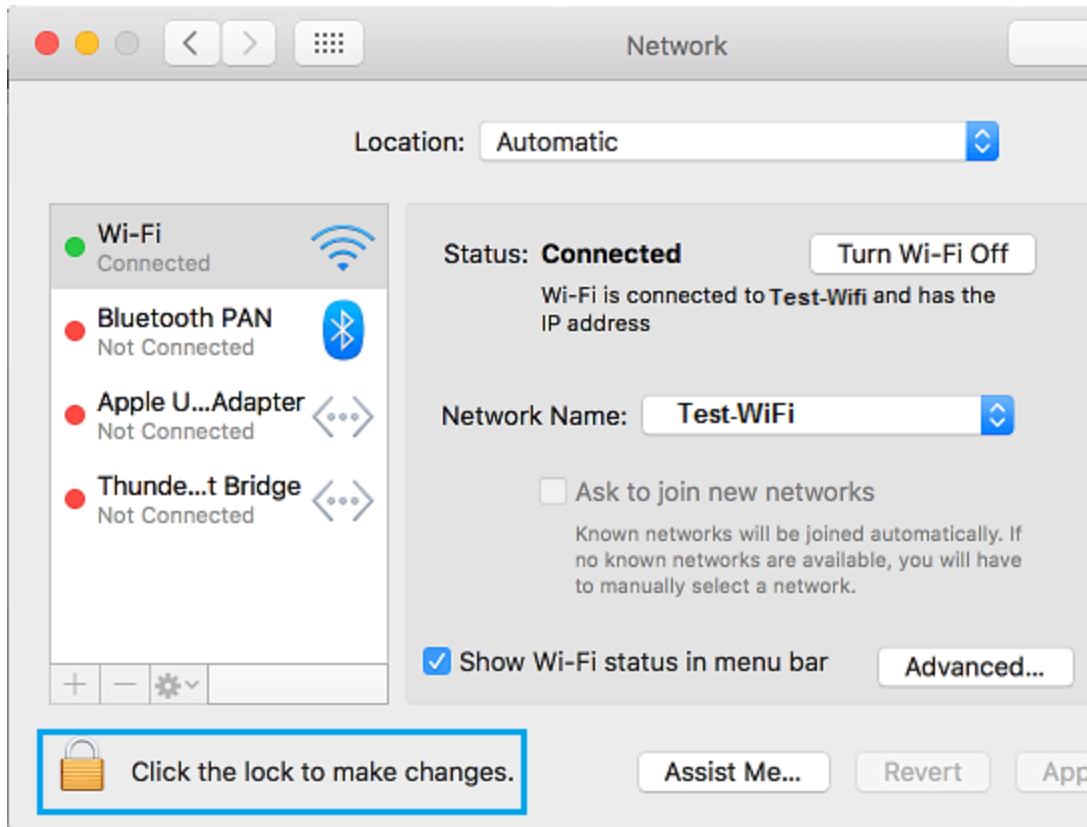 Network
Location: Automatic
Wi-Fi
Connected
Bluetooth PAN
Not Connected
Apple U...Adapter
Not Connected
Thunde...t Bridge
Not Connected
Status: Connected
Turn Wi-Fi Off
Wi-Fi is connected to Test-Wifi and has the
IP address
Network Name: Test-WiFi
Ask to join new networks
Known networks will be joined automatically. If
no known networks are available, you will have
to manually select a network.
Show Wi-Fi status in menu bar
Advanced...
Click the lock to make changes.
Assist Me...
Revert
App